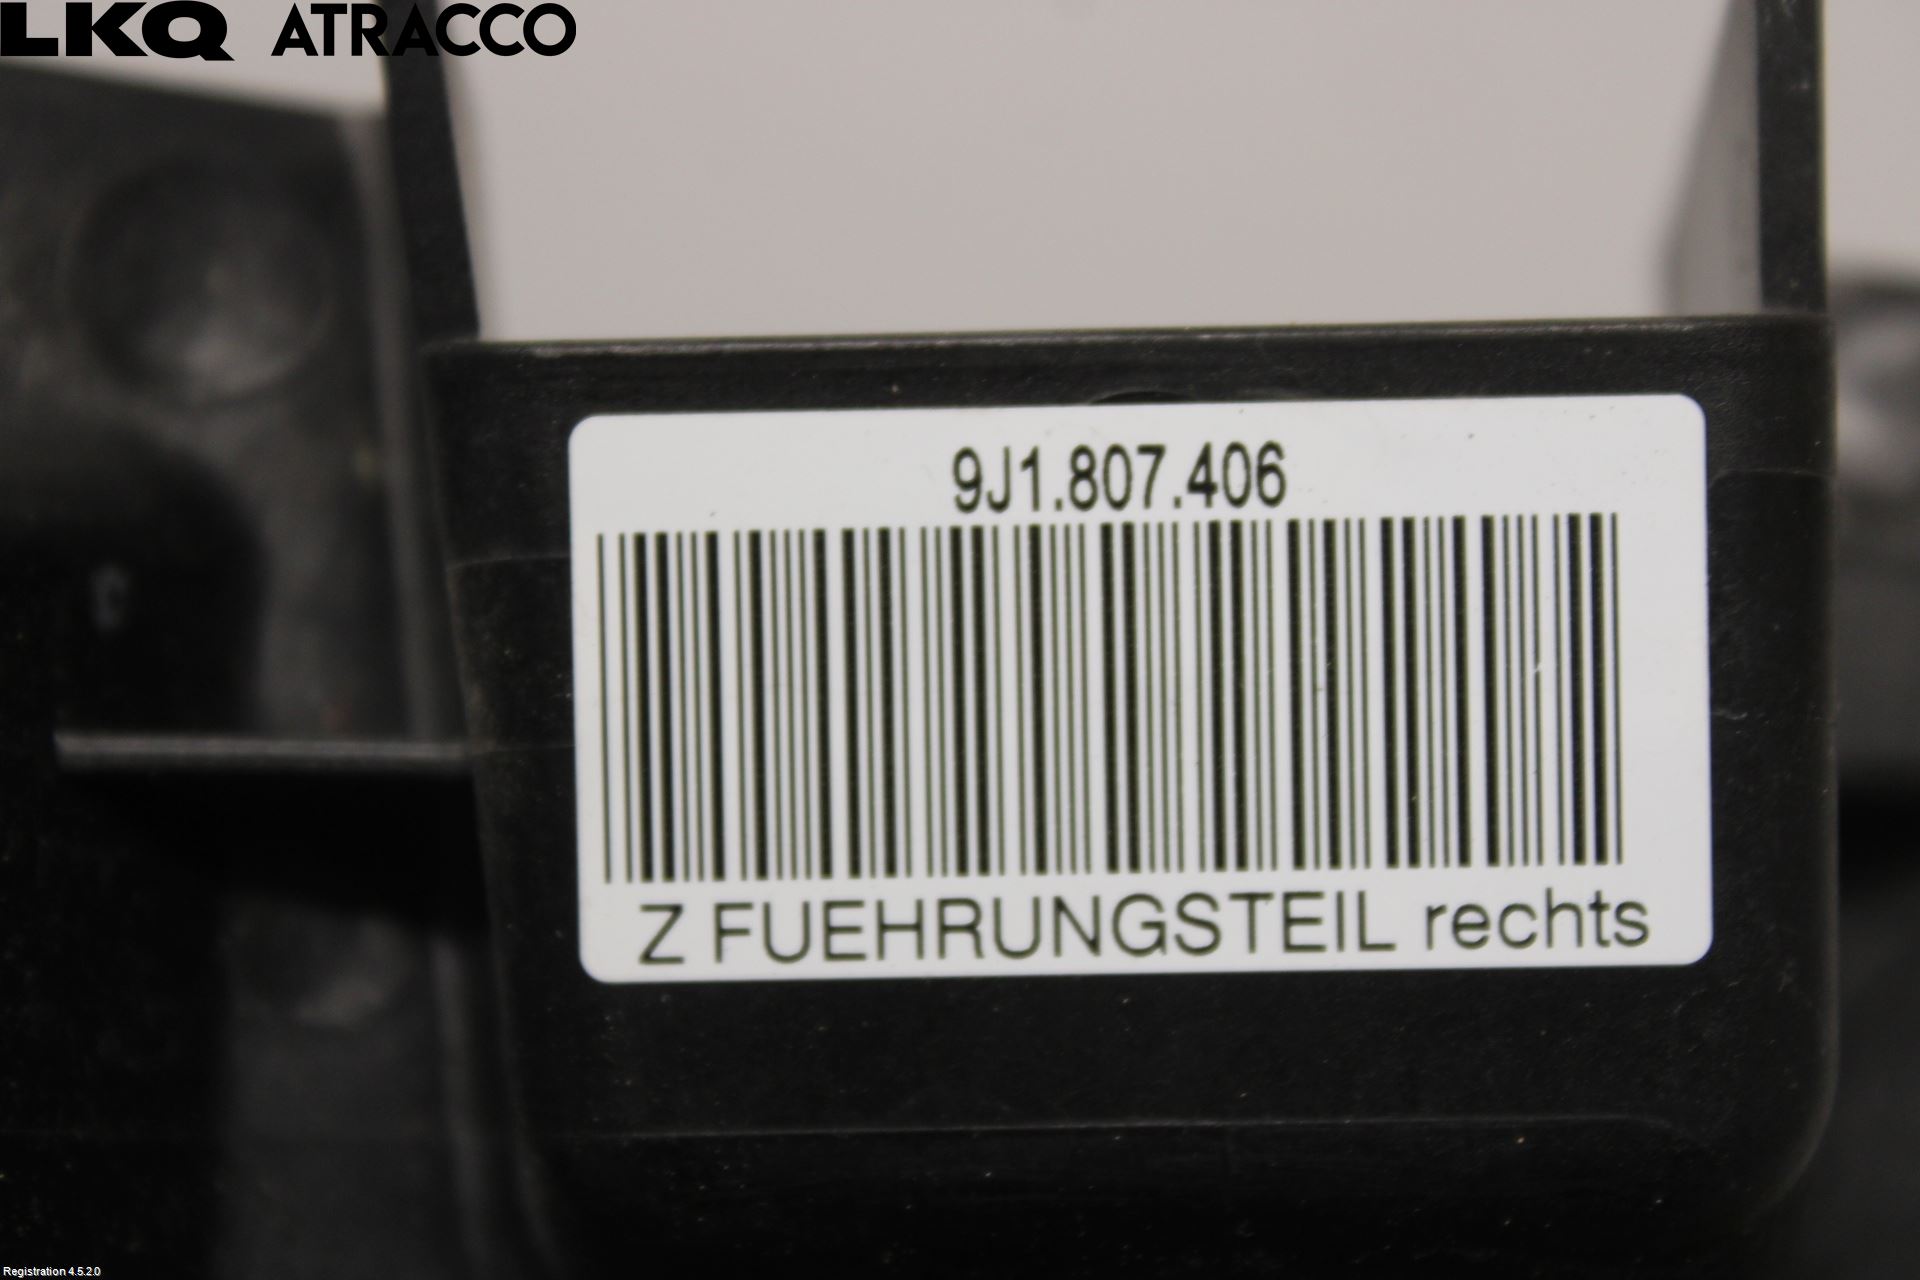 LKQ ATRACCO
9J1.807.406
Z FUEHRUNGSTEIL rechts
Registration 4.5.2.0